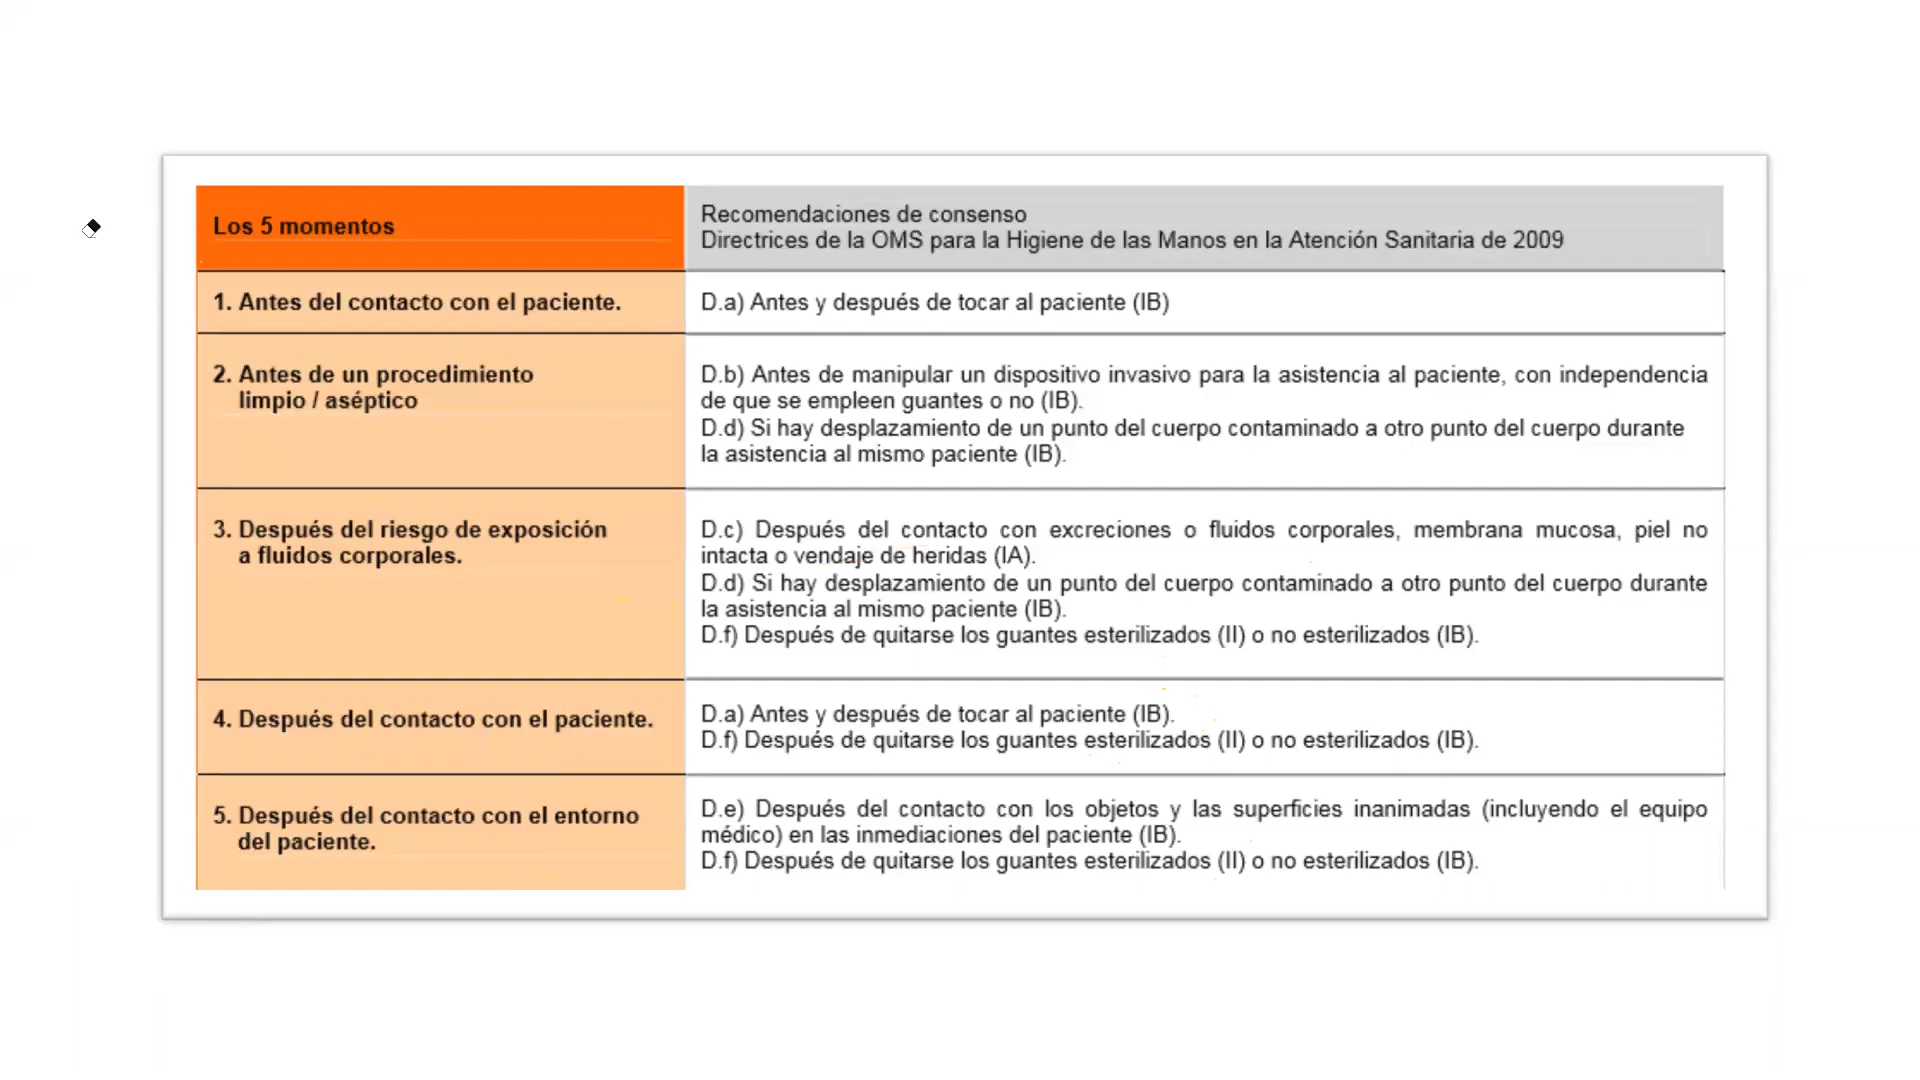 Los 5 momentos
Recomendaciones de consenso
Directrices de la OMS para la Higiene de las Manos en la Atención Sanitaria de 2009
1. Antes del contacto con el paciente.
D.a) Antes y después de tocar al paciente (IB)
2. Antes de un procedimiento
limpio / aséptico
D.b) Antes de manipular un dispositivo invasivo para la asistencia al paciente, con independencia
de que se empleen guantes o no (IB).
D.d) Si hay desplazamiento de un punto del cuerpo contaminado a otro punto del cuerpo durante
la asistencia al mismo paciente (IB).
3. Después del riesgo de exposición
a fluidos corporales.
D.c) Después del contacto con excreciones o fluidos corporales, membrana mucosa, piel no
intacta o vendaje de heridas (IA).
D.d) Si hay desplazamiento de un punto del cuerpo contaminado a otro punto del cuerpo durante
la asistencia al mismo paciente (IB).
D.f) Después de quitarse los guantes esterilizados (II) o no esterilizados (IB).
4. Después del contacto con el paciente.
D.a) Antes y después de tocar al paciente (IB).
D.f) Después de quitarse los guantes esterilizados (II) o no esterilizados (IB).
5. Después del contacto con el entorno
del paciente.
D.e) Después del contacto con los objetos y las superficies inanimadas (incluyendo el equipo
médico) en las inmediaciones del paciente (IB).
D.f) Después de quitarse los guantes esterilizados (II) o no esterilizados (IB).